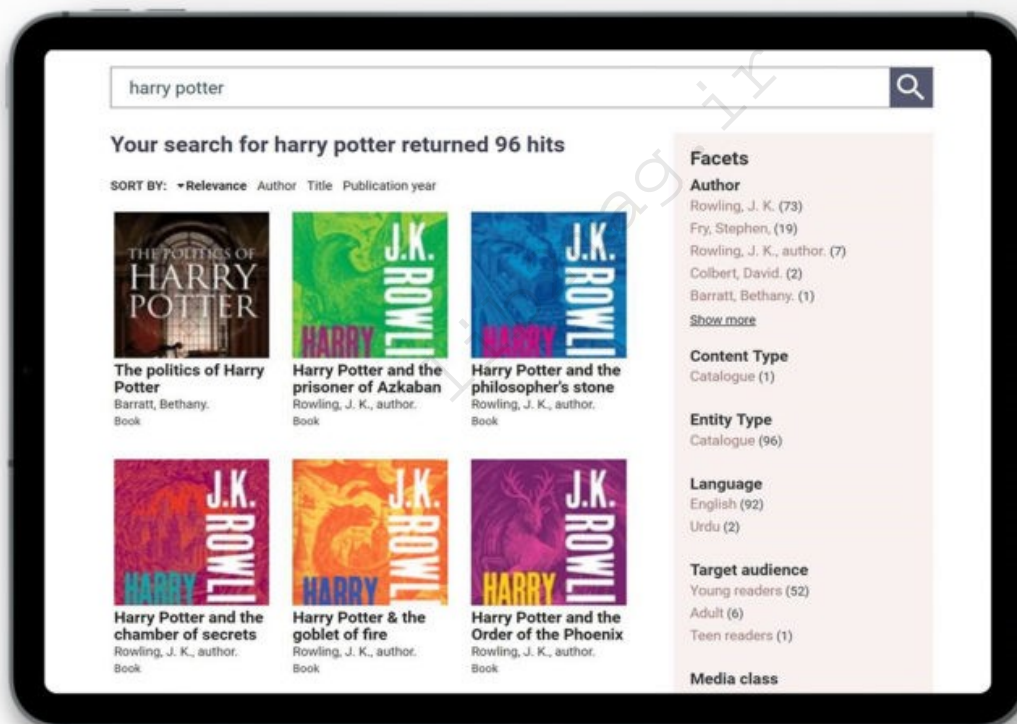 harry potter
Your search for harry potter returned 96 hits
SORT BY: Relevance Author Title Publication year
THE POLITICS OF
HARRY
POTTER
J.K.
ROWLI
HARRY
J.K.
ROWLI
HARRY
The politics of Harry
Potter
Barratt, Bethany.
Book
Harry Potter and the
prisoner of Azkaban
Rowling, J. K., author.
Book
Harry Potter and the
philosopher's stone
Rowling, J. K., author.
Book
J.K.
ROWLI
HARRY
J.K.
ROWLI
HARRY
J.K.
ROWLI
HARRY
Harry Potter and the
chamber of secrets
Rowling, J. K., author.
Book
Harry Potter & the
goblet of fire
Rowling, J. K., author.
Book
Harry Potter and the
Order of the Phoenix
Rowling, J. K., author.
Book
Facets
Author
Rowling, J. K. (73)
Fry, Stephen, (19)
Rowling, J. K., author. (7)
Colbert, David. (2)
Barratt, Bethany. (1)
Show more
Content Type
Catalogue (1)
Entity Type
Catalogue (96)
Language
English (92)
Urdu (2)
Target audience
Young readers (52)
Adult (6)
Teen readers (1)
Media class